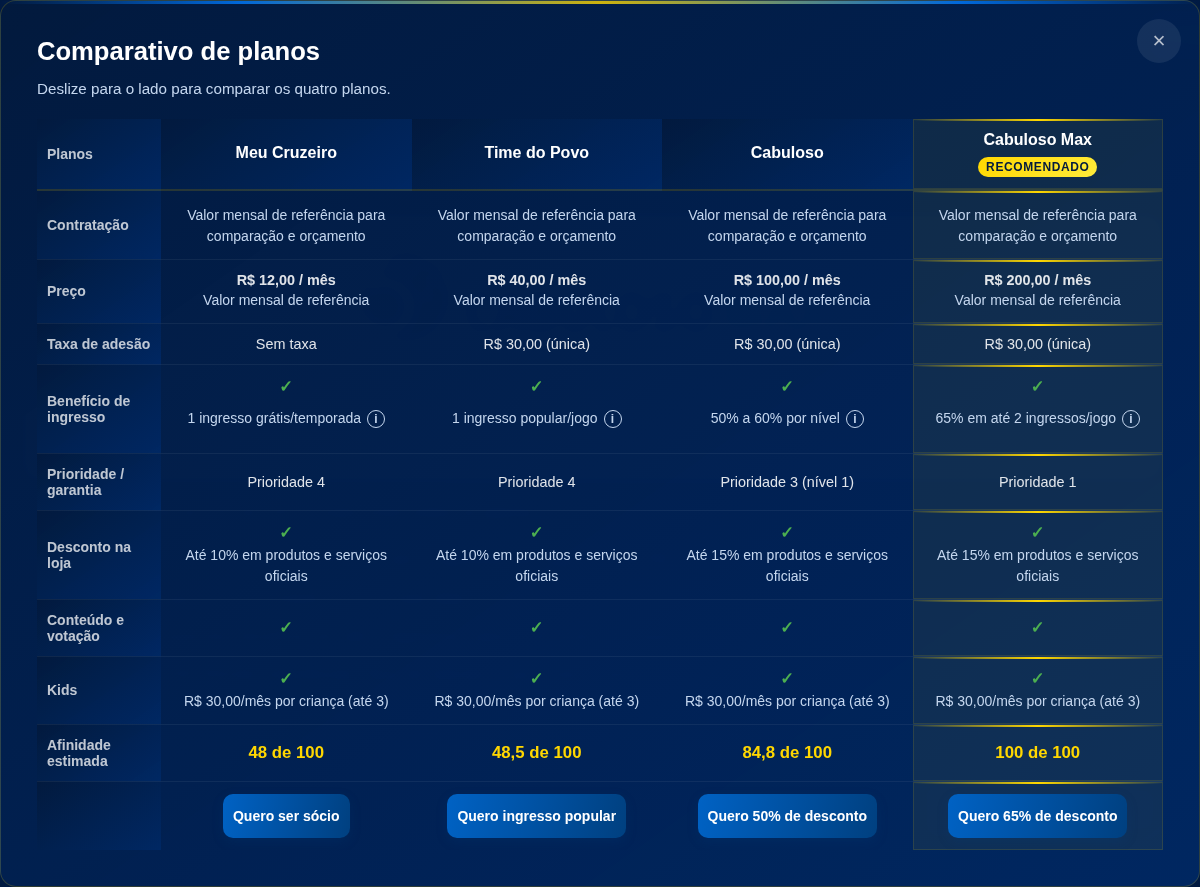 Comparativo de planos
×
Deslize para o lado para comparar os quatro planos.
Planos
Meu Cruzeiro
Time do Povo
Cabuloso
Cabuloso Max
RECOMENDADO
Contratação
Valor mensal de referência para
comparação e orçamento
Valor mensal de referência para
comparação e orçamento
Valor mensal de referência para
comparação e orçamento
Valor mensal de referência para
comparação e orçamento
Preço
R$ 12,00 / mês
Valor mensal de referência
R$ 40,00 / mês
Valor mensal de referência
R$ 100,00 / mês
Valor mensal de referência
R$ 200,00 / mês
Valor mensal de referência
Taxa de adesão
Sem taxa
R$ 30,00 (única)
R$ 30,00 (única)
R$ 30,00 (única)
Benefício de
ingresso
✓
1 ingresso grátis/temporada i
✓
1 ingresso popular/jogo i
✓
50% a 60% por nível i
✓
65% em até 2 ingressos/jogo i
Prioridade /
garantia
Prioridade 4
Prioridade 4
Prioridade 3 (nível 1)
Prioridade 1
Desconto na
loja
✓
Até 10% em produtos e serviços
oficiais
✓
Até 10% em produtos e serviços
oficiais
✓
Até 15% em produtos e serviços
oficiais
✓
Até 15% em produtos e serviços
oficiais
Conteúdo e
votação
✓
✓
✓
✓
Kids
✓
R$ 30,00/mês por criança (até 3)
✓
R$ 30,00/mês por criança (até 3)
✓
R$ 30,00/mês por criança (até 3)
✓
R$ 30,00/mês por criança (até 3)
Afinidade
estimada
48 de 100
48,5 de 100
84,8 de 100
100 de 100
Quero ser sócio
Quero ingresso popular
Quero 50% de desconto
Quero 65% de desconto